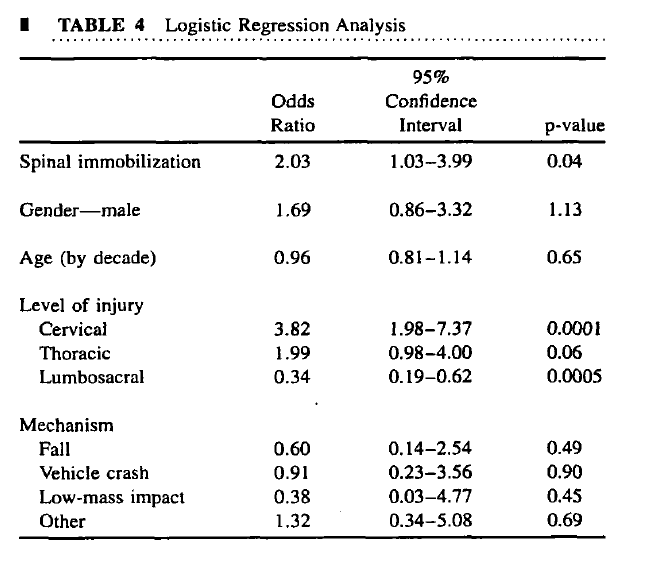 TABLE 4 Logistic Regression Analysis
95%
Odds Confidence
Ratio Interval p-value
Spinal immobilization 2.03 1.03–3.99 0.04
Gender—male 1.69 0.86–3.32 1.13
Age (by decade) 0.96 0.81–1.14 0.65
Level of injury
Cervical 3.82 1.98–7.37 0.0001
Thoracic 1.99 0.98–4.00 0.06
Lumbosacral 0.34 0.19–0.62 0.0005
Mechanism
Fall 0.60 0.14–2.54 0.49
Vehicle crash 0.91 0.23–3.56 0.90
Low-mass impact 0.38 0.03–4.77 0.45
Other 1.32 0.34–5.08 0.69